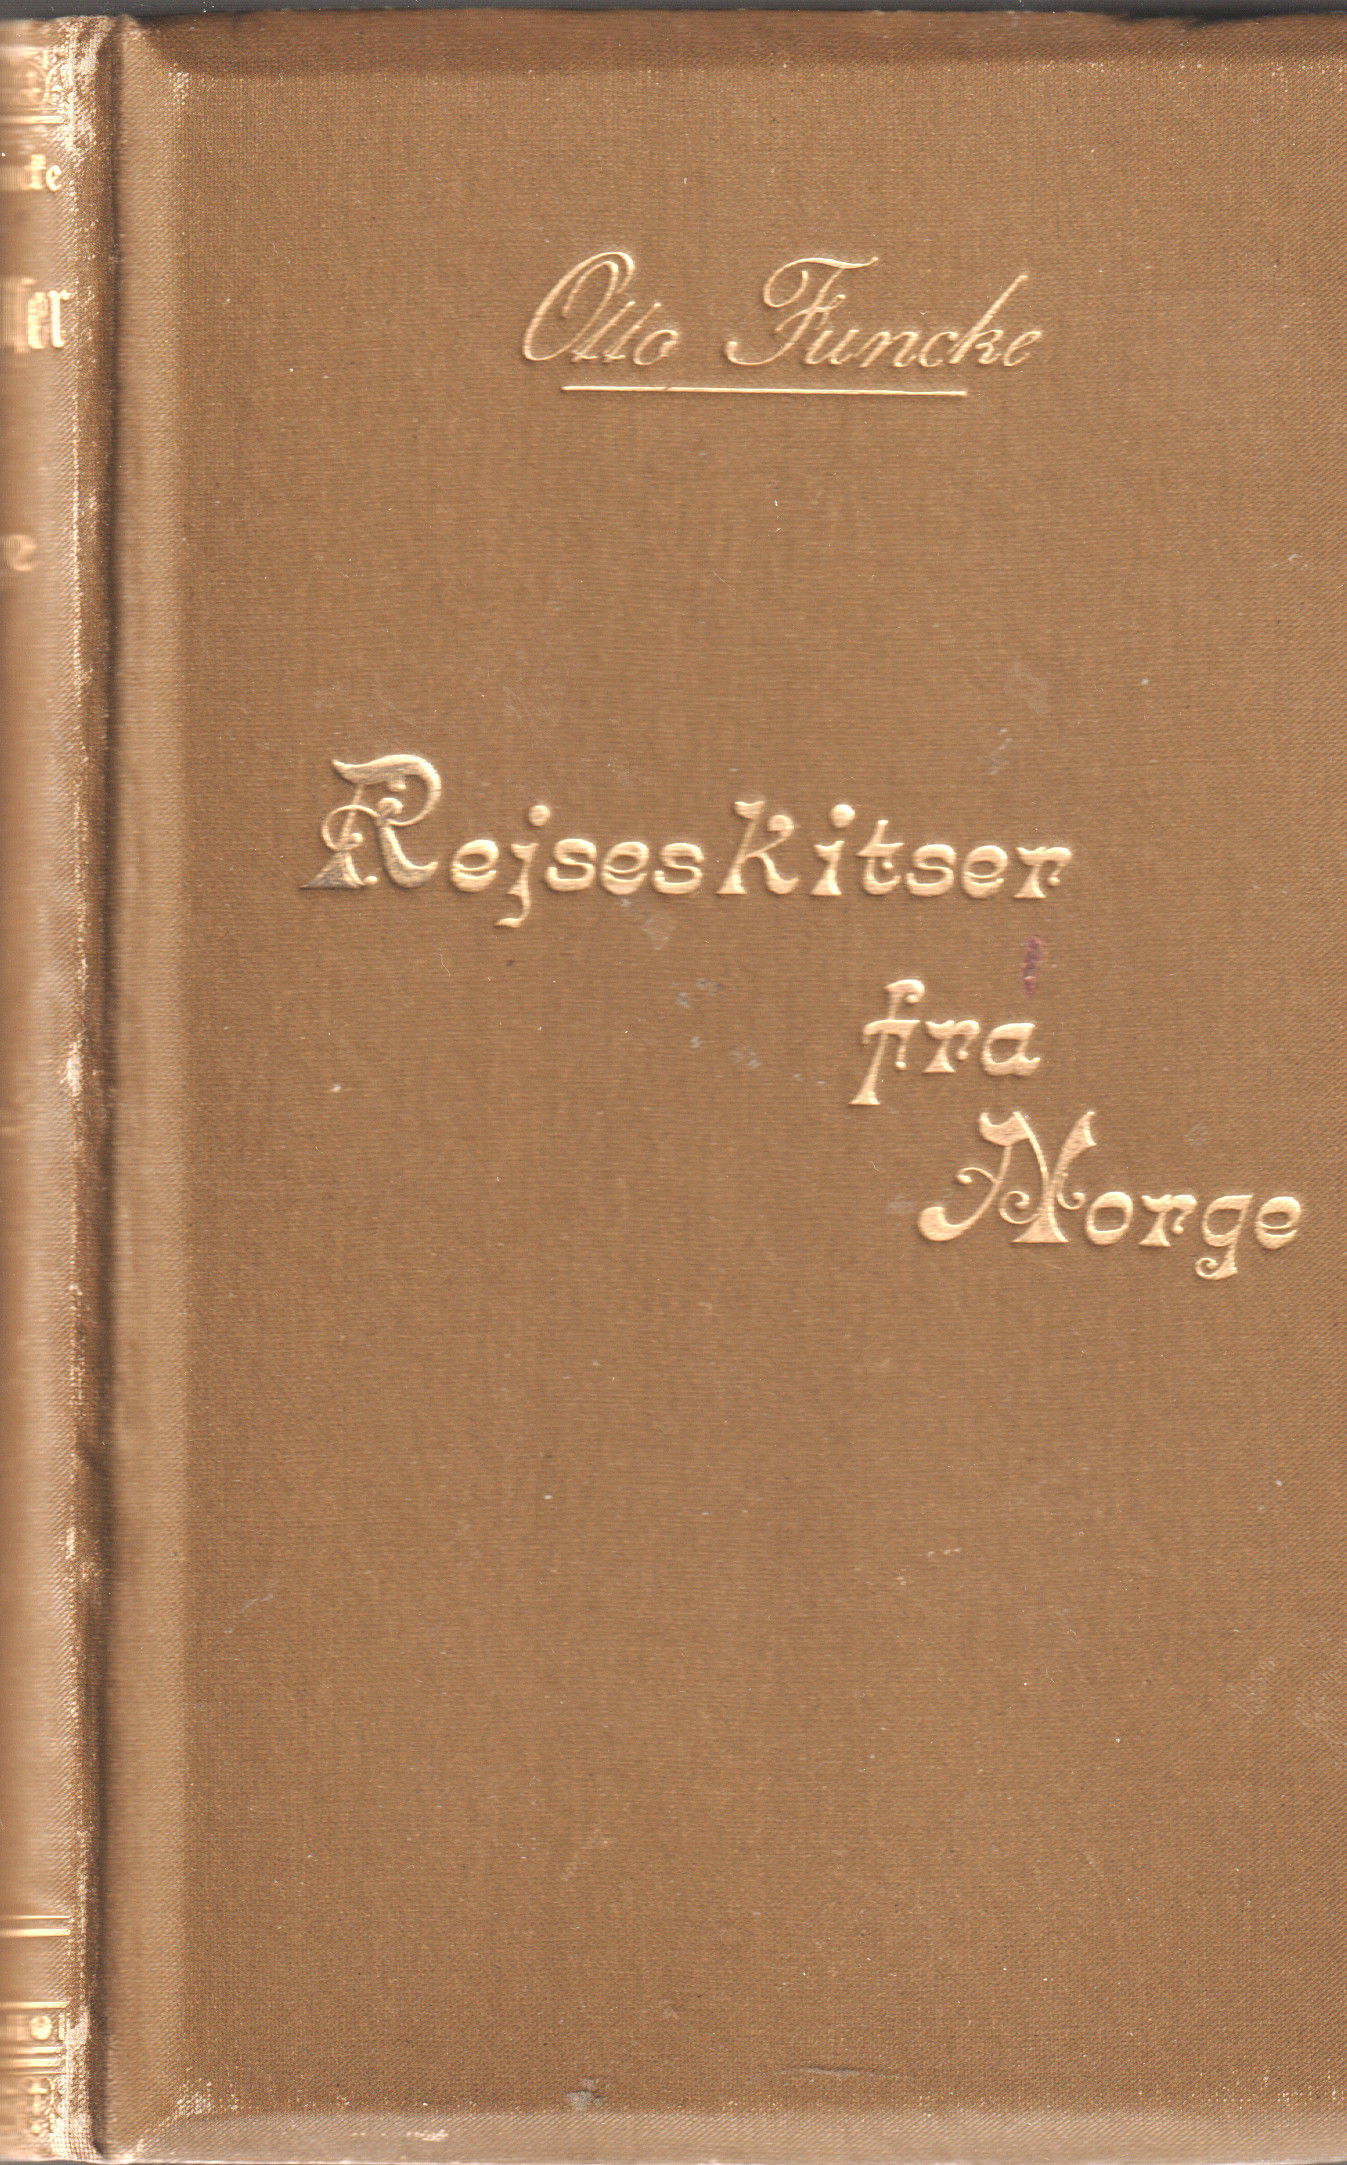 Otto Funcke
Rejseskitser
fra
Norge